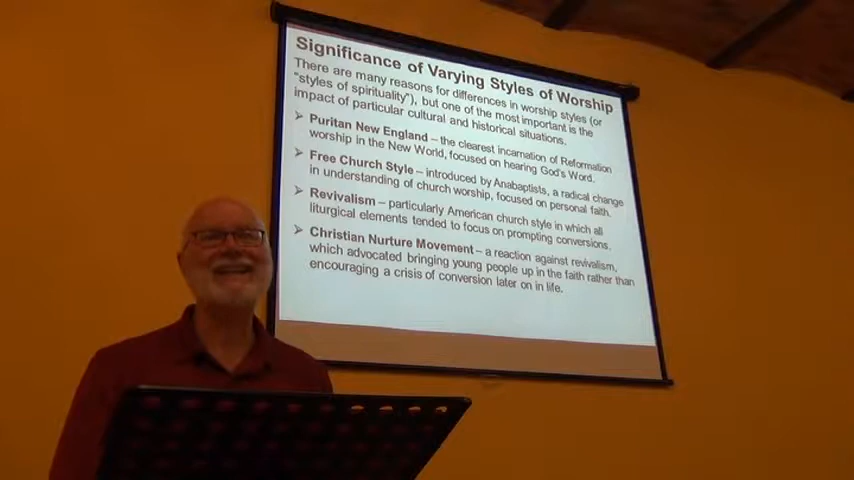 Significance of Varying Styles of Worship
There are many reasons for differences in worship styles (or
"styles of spirituality"), but one of the most important is the
impact of particular cultural and historical situations.
➢ Puritan New England – the clearest incarnation of Reformation
worship in the New World, focused on hearing God's Word.
➢ Free Church Style – introduced by Anabaptists, a radical change
in understanding of church worship, focused on personal faith.
➢ Revivalism – particularly American church style in which all
liturgical elements tended to focus on prompting conversions.
➢ Christian Nurture Movement – a reaction against revivalism,
which advocated bringing young people up in the faith rather than
encouraging a crisis of conversion later on in life.